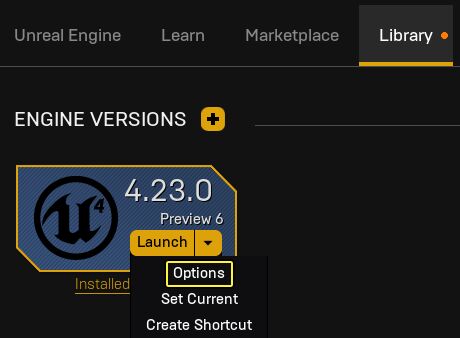 Unreal Engine Learn Marketplace Library
ENGINE VERSIONS
4.23.0
Preview 6
Launch
Options
Installed
Set Current
Create Shortcut